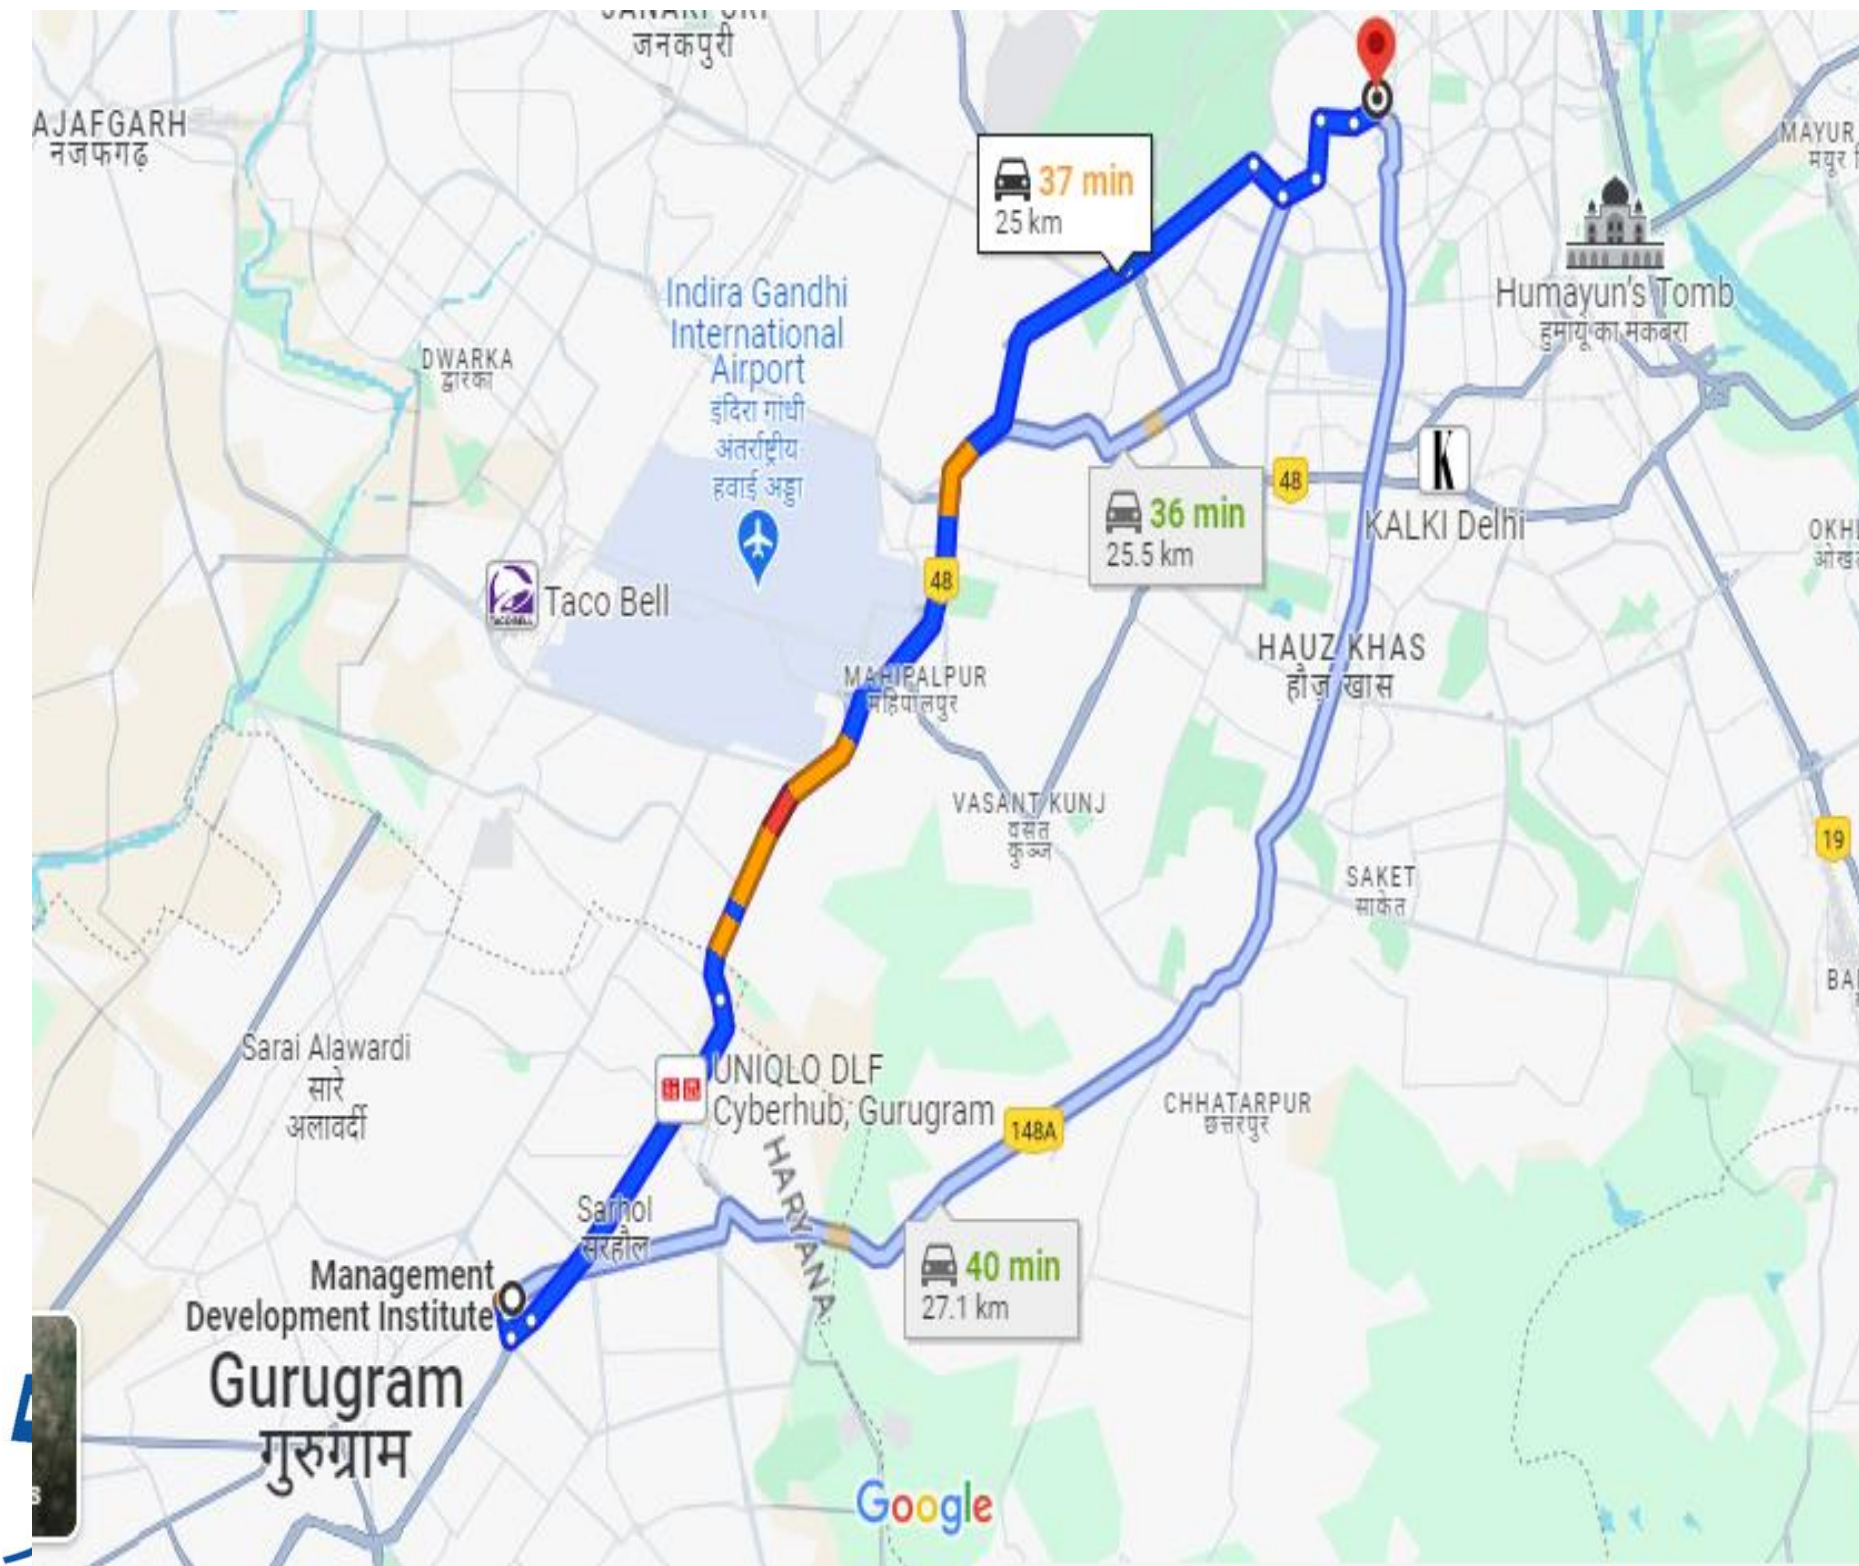 जनकपुरी
AJAFGARH
नजफगढ़
MAYUR
37 min
25 km
Humayun's Tomb
हुमायूं का मकबरा
Indira Gandhi
International
Airport
इंदिरा गांधी
अंतर्राष्ट्रीय
हवाई अड्डा
DWARKA
द्वारका
48
KALKI Delhi
36 min
25.5 km
OKHL
48
Taco Bell
HAUZ KHAS
हौज़ खास
MAHIPALPUR
महिपालपुर
VASANT KUNJ
वसंत
कुञ्ज
19
SAKET
साकेत
Sarai Alawardi
सारे
अलावर्दी
UNIQLO DLF
Cyberhub, Gurugram
148A
CHHATARPUR
छत्तरपुर
HARYANA
Sarhol
सरहौल
Management
Development Institute
40 min
27.1 km
Gurugram
गुरुग्राम
Google